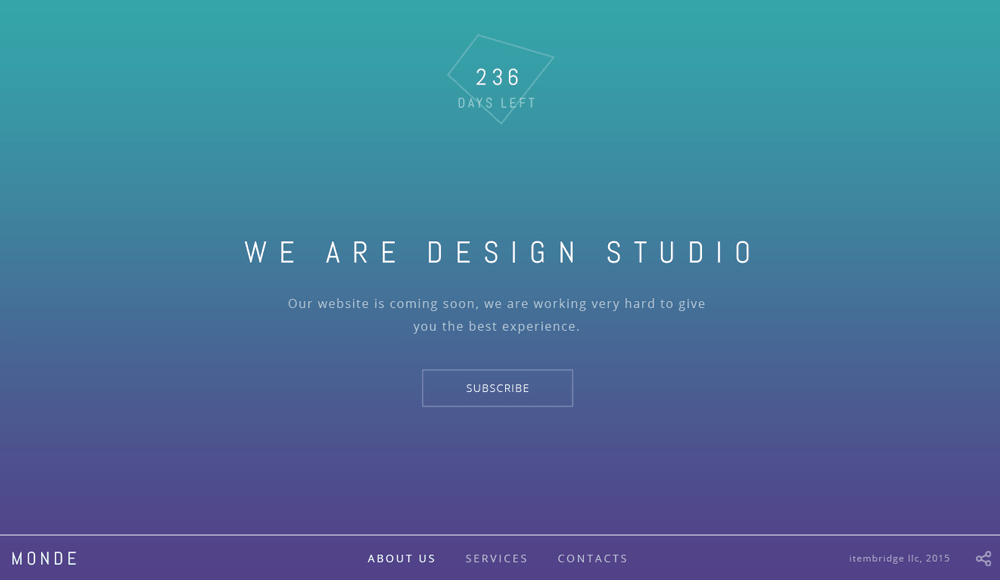 236
DAYS LEFT
WE ARE DESIGN STUDIO
Our website is coming soon, we are working very hard to give
you the best experience.
SUBSCRIBE
MONDE
ABOUT US
SERVICES
CONTACTS
itembridge llc, 2015